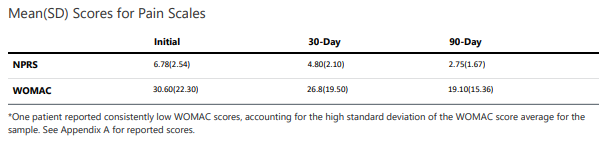 Mean(SD) Scores for Pain Scales
Initial 30-Day 90-Day
NPRS 6.78(2.54) 4.80(2.10) 2.75(1.67)
WOMAC 30.60(22.30) 26.8(19.50) 19.10(15.36)
*One patient reported consistently low WOMAC scores, accounting for the high standard deviation of the WOMAC score average for the
sample. See Appendix A for reported scores.